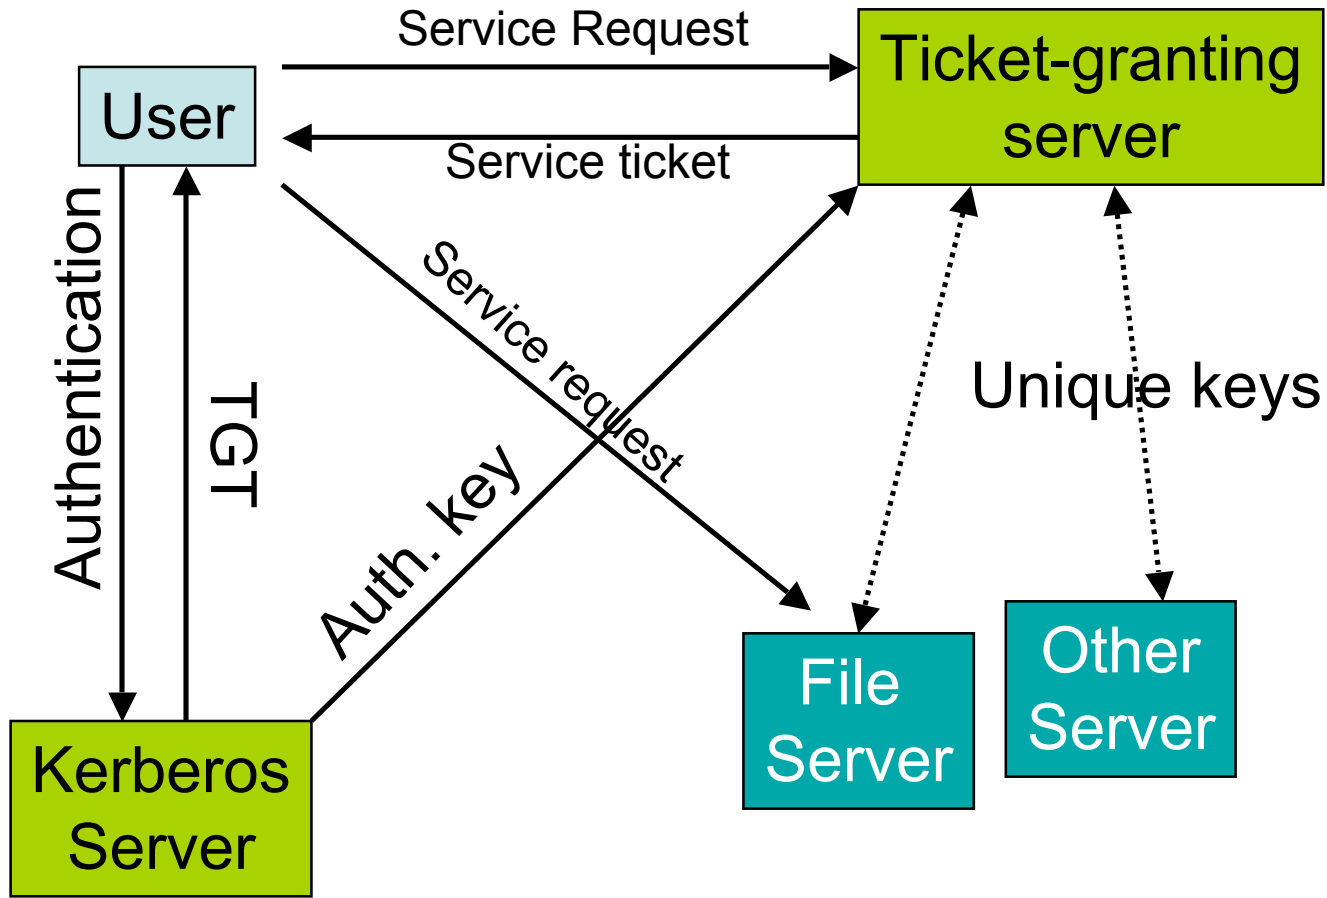 Service Request
Ticket-granting
server
User
Service ticket
Authentication
TGT
Service request
Auth. key
Unique keys
File
Server
Other
Server
Kerberos
Server